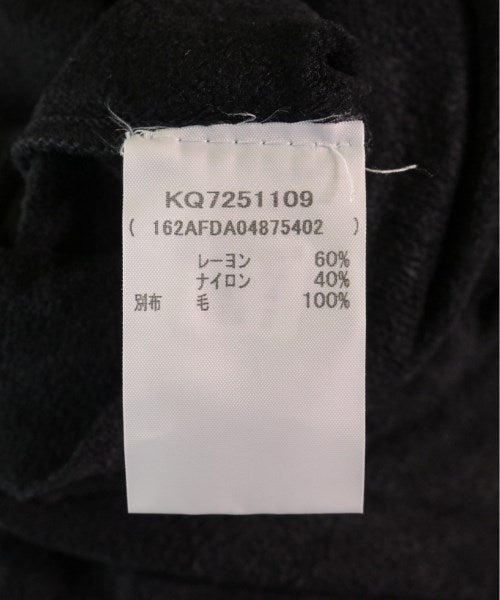 KQ7251109
( 162AFDA04875402 )
レーヨン 60%
ナイロン 40%
別布 毛 100%